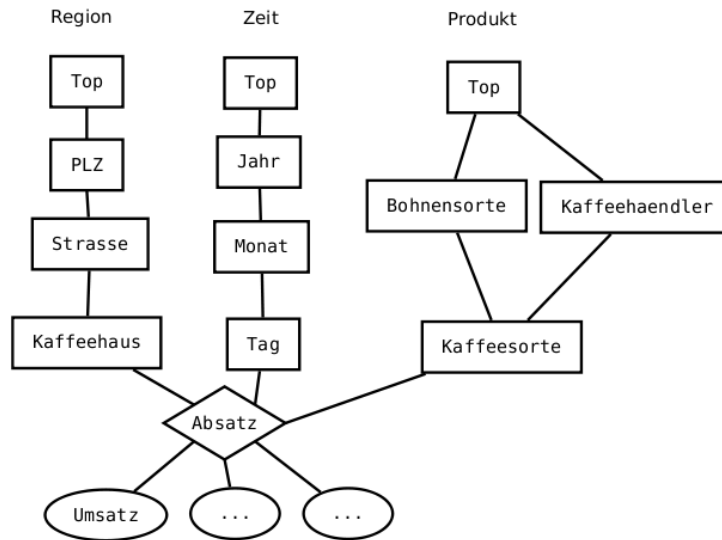 Region
Zeit
Produkt
Top
Top
Top
PLZ
Jahr
Bohnensorte
Kaffeehaendler
Strasse
Monat
Kaffeehaus
Tag
Kaffeesorte
Absatz
Umsatz
...
...